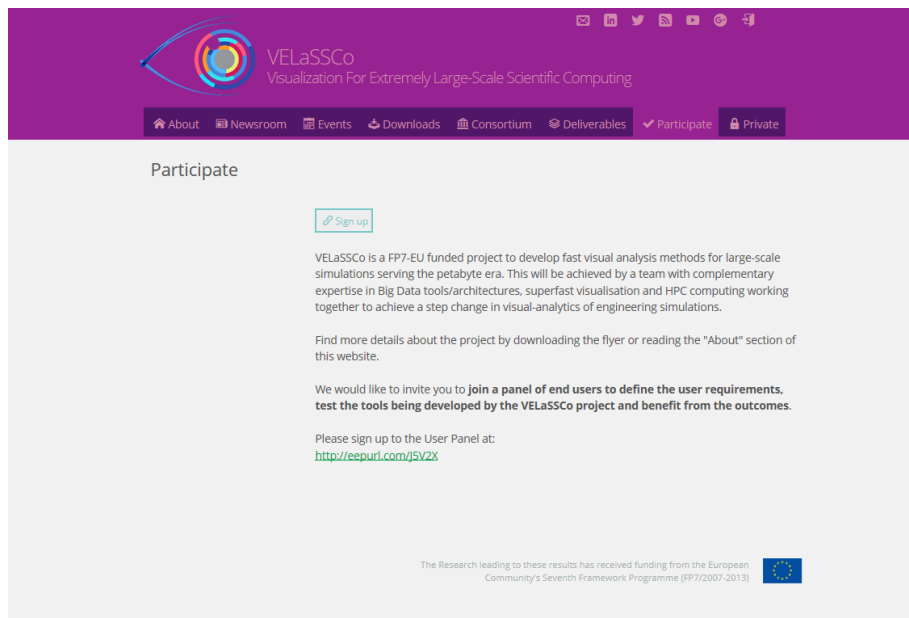 VELaSSCo
Visualization For Extremely Large-Scale Scientific Computing
About Newsroom Events Downloads Consortium Deliverables Participate Private
Participate
Sign up
VELaSSCo is a FP7-EU funded project to develop fast visual analysis methods for large-scale
simulations serving the petabyte era. This will be achieved by a team with complementary
expertise in Big Data tools/architectures, superfast visualisation and HPC computing working
together to achieve a step change in visual-analytics of engineering simulations.
Find more details about the project by downloading the flyer or reading the "About" section of
this website.
We would like to invite you to join a panel of end users to define the user requirements,
test the tools being developed by the VELaSSCo project and benefit from the outcomes.
Please sign up to the User Panel at:
http://eepurl.com/J5V2X
The Research leading to these results has received funding from the European
Community's Seventh Framework Programme (FP7/2007-2013)